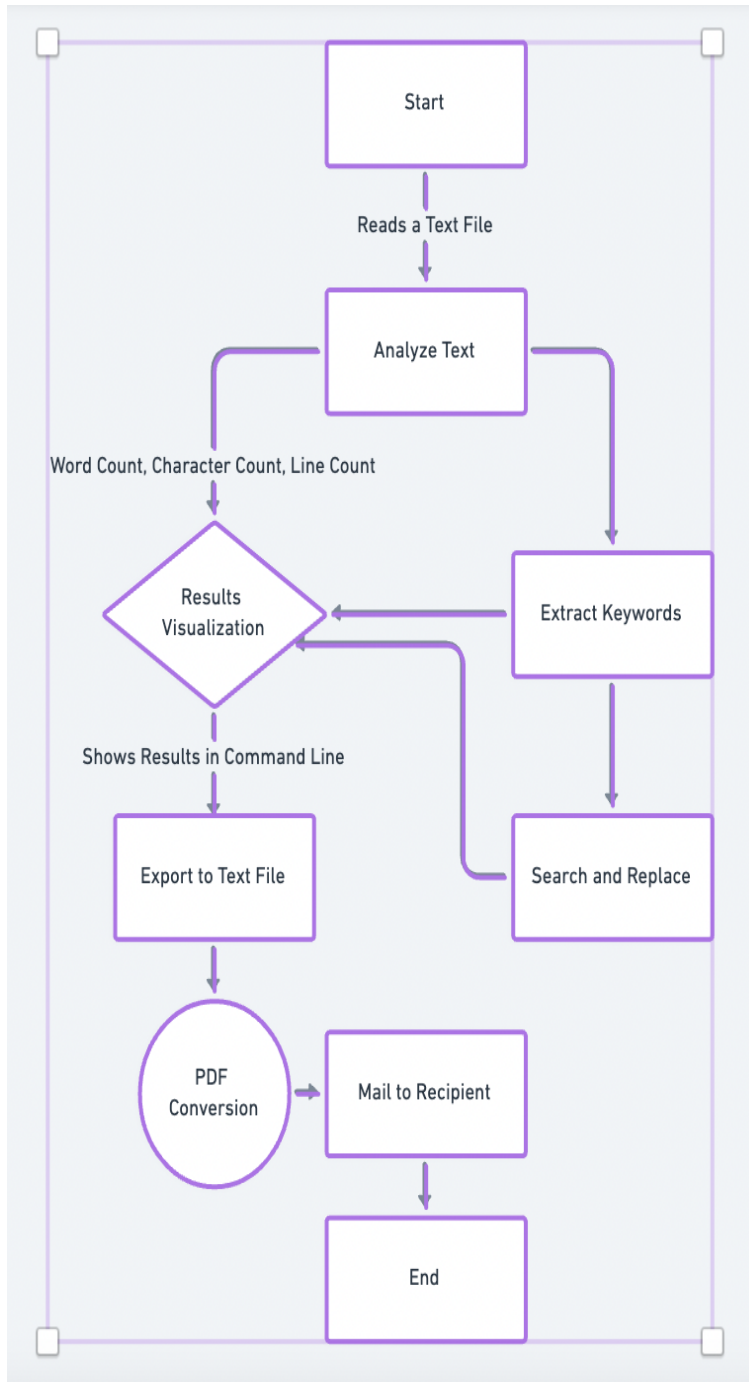 Start
Reads a Text File
Analyze Text
Word Count, Character Count, Line Count
Results
Visualization
Extract Keywords
Shows Results in Command Line
Export to Text File
Search and Replace
PDF
Conversion
Mail to Recipient
End